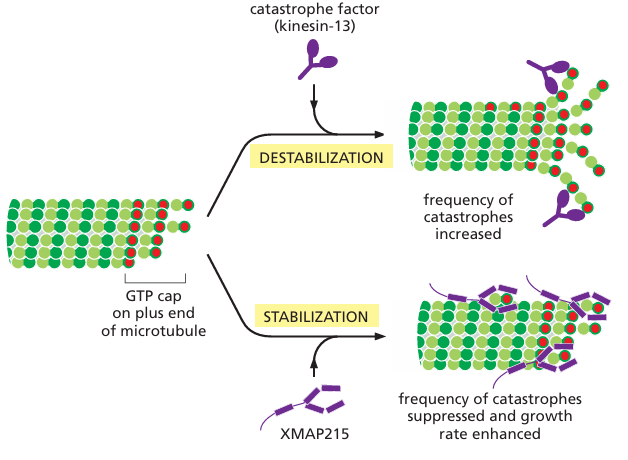 catastrophe factor
(kinesin-13)
DESTABILIZATION
frequency of
catastrophes
increased
GTP cap
on plus end
of microtubule
STABILIZATION
XMAP215
frequency of catastrophes
suppressed and growth
rate enhanced